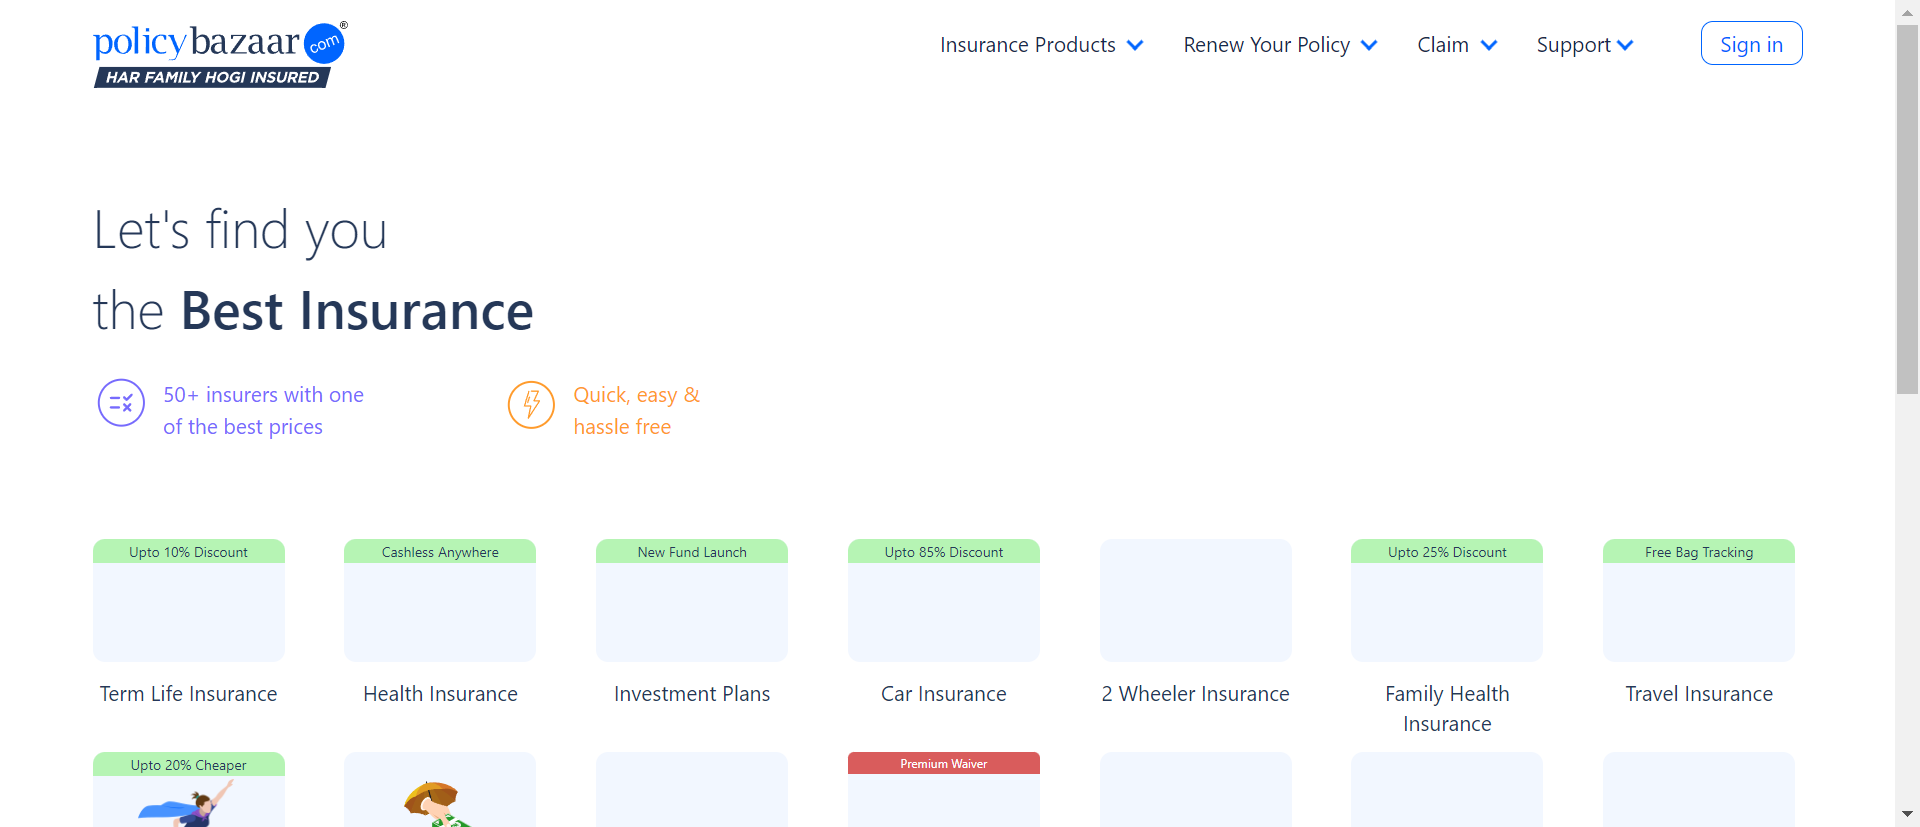 policybazaar com ®
HAR FAMILY HOGI INSURED
Insurance Products
Renew Your Policy
Claim
Support
Sign in
Let's find you
the Best Insurance
50+ insurers with one
of the best prices
Quick, easy &
hassle free
Upto 10% Discount
Term Life Insurance
Cashless Anywhere
Health Insurance
New Fund Launch
Investment Plans
Upto 85% Discount
Car Insurance
2 Wheeler Insurance
Upto 25% Discount
Family Health
Insurance
Free Bag Tracking
Travel Insurance
Upto 20% Cheaper
Premium Waiver